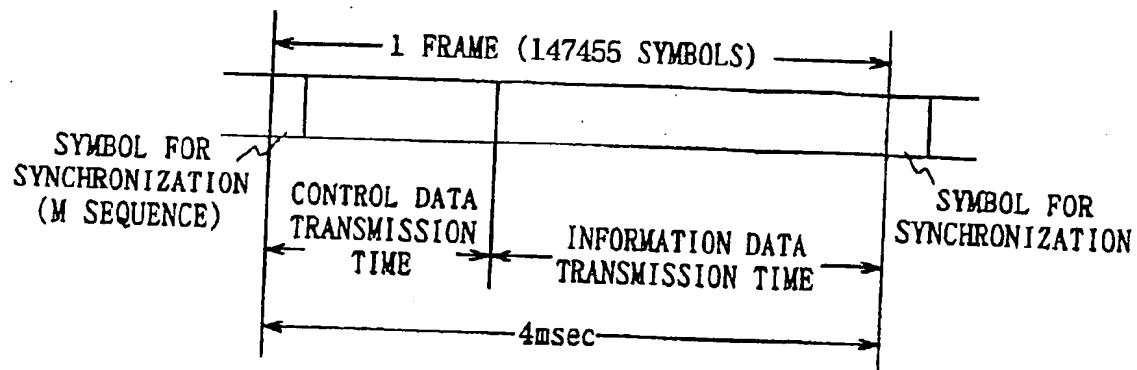 1 FRAME (147455 SYMBOLS)
SYMBOL FOR
SYNCHRONIZATION
(M SEQUENCE)
CONTROL DATA
TRANSMISSION
TIME
INFORMATION DATA
TRANSMISSION TIME
SYMBOL FOR
SYNCHRONIZATION
4msec